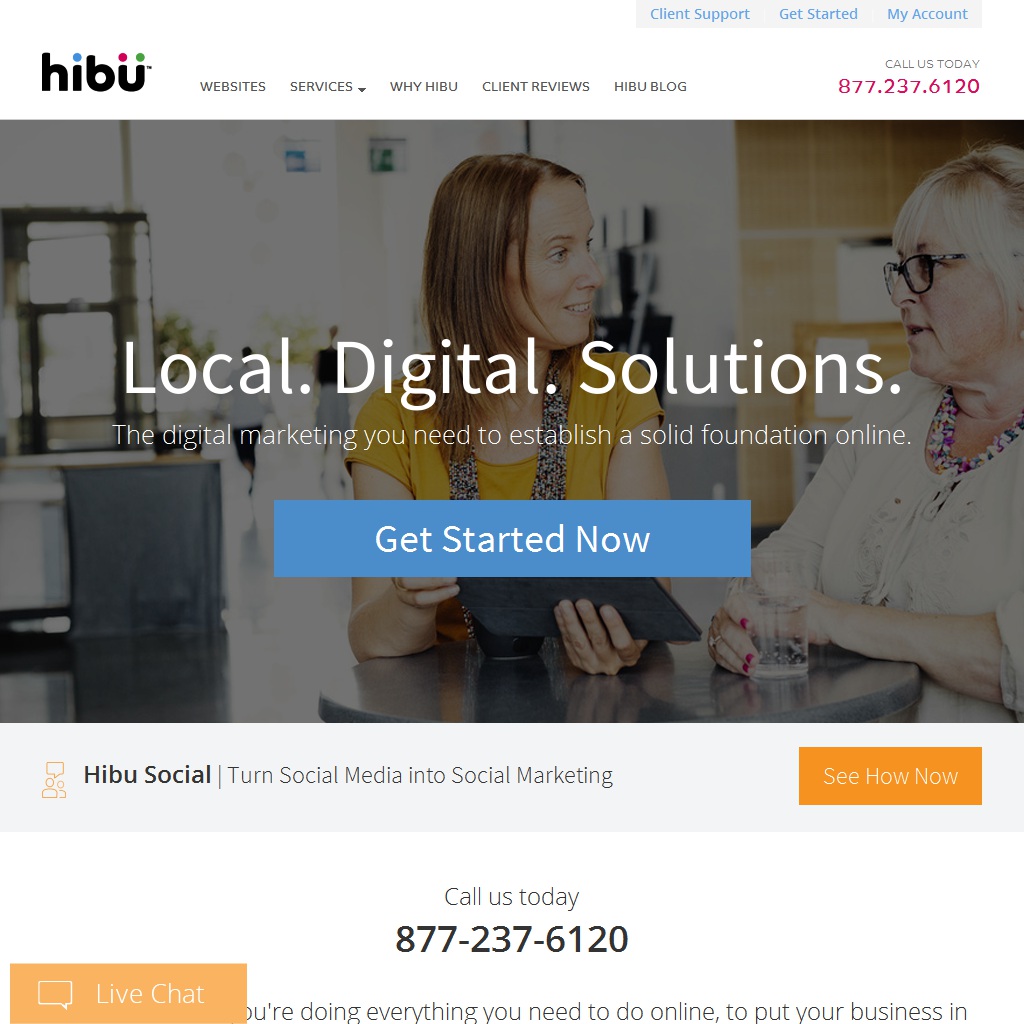 Client Support
Get Started
My Account
hibü™
WEBSITES
SERVICES
WHY HIBU
CLIENT REVIEWS
HIBU BLOG
CALL US TODAY
877.237.6120
Local. Digital. Solutions.
The digital marketing you need to establish a solid foundation online.
Get Started Now
Hibu Social | Turn Social Media into Social Marketing
See How Now
Call us today
877-237-6120
Live Chat
you're doing everything you need to do online, to put your business in